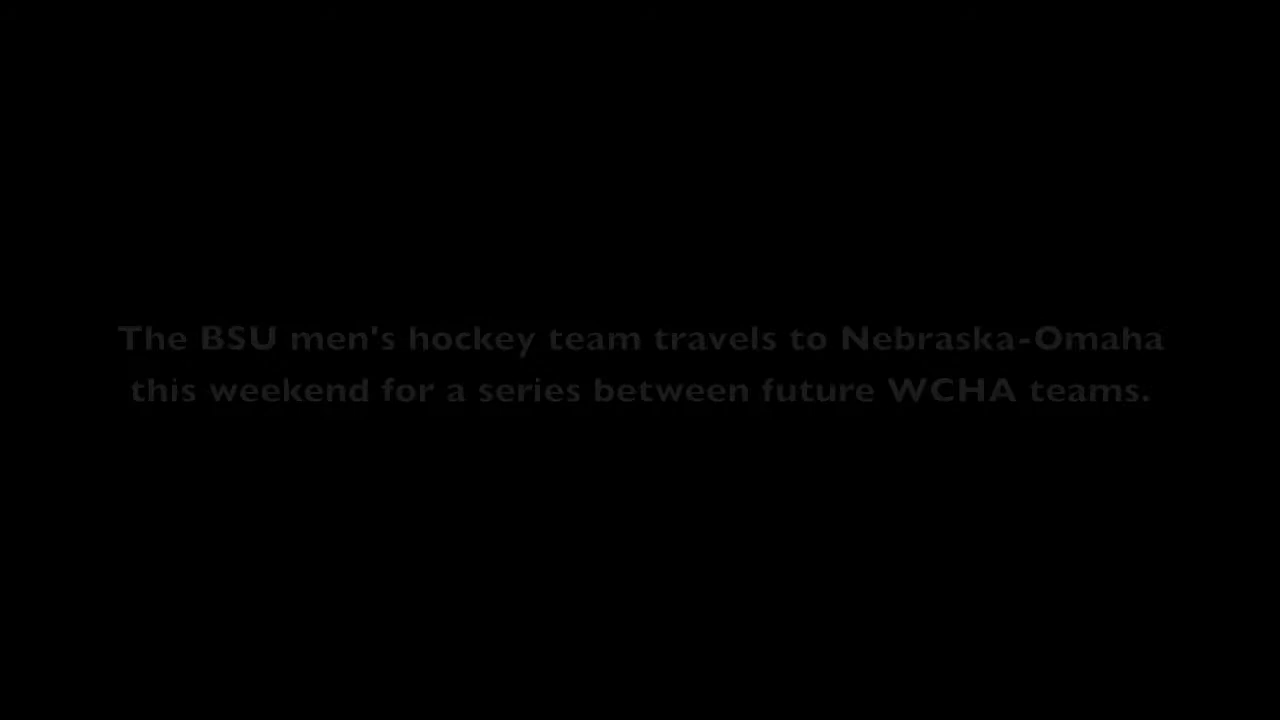 The BSU men's hockey team travels to Nebraska-Omaha
this weekend for a series between future WCHA teams.